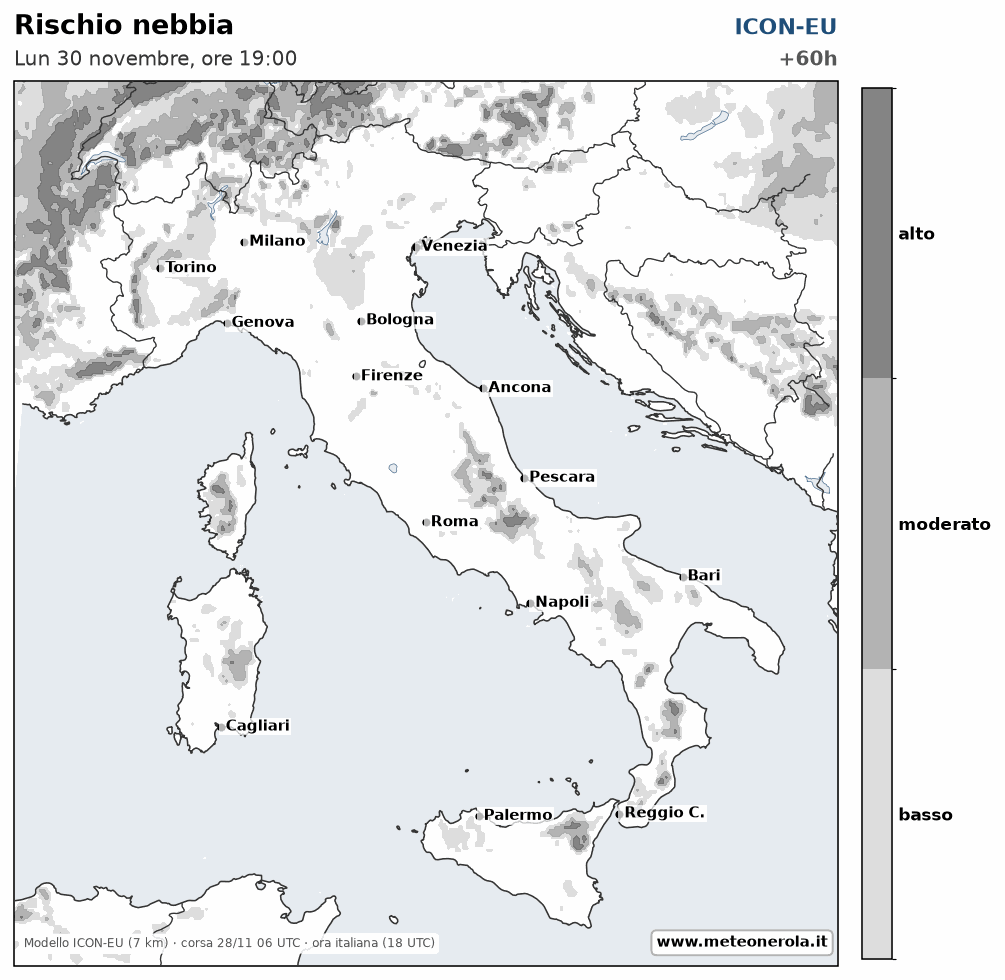 Rischio nebbia
ICON-EU
Lun 30 novembre, ore 19:00
+60h
alto
Milano
Venezia
Torino
Genova
Bologna
Firenze
Ancona
Pescara
Roma
moderato
Bari
Napoli
Cagliari
Palermo
Reggio C.
basso
Modello ICON-EU (7 km) · corsa 28/11 06 UTC · ora italiana (18 UTC)
www.meteonerola.it